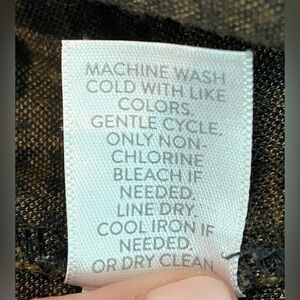 MACHINE WASH
COLD WITH LIKE
COLORS.
GENTLE CYCLE.
ONLY NON-
CHLORINE
BLEACH IF
NEEDED.
LINE DRY.
COOL IRON IF
NEEDED.
OR DRY CLEAN